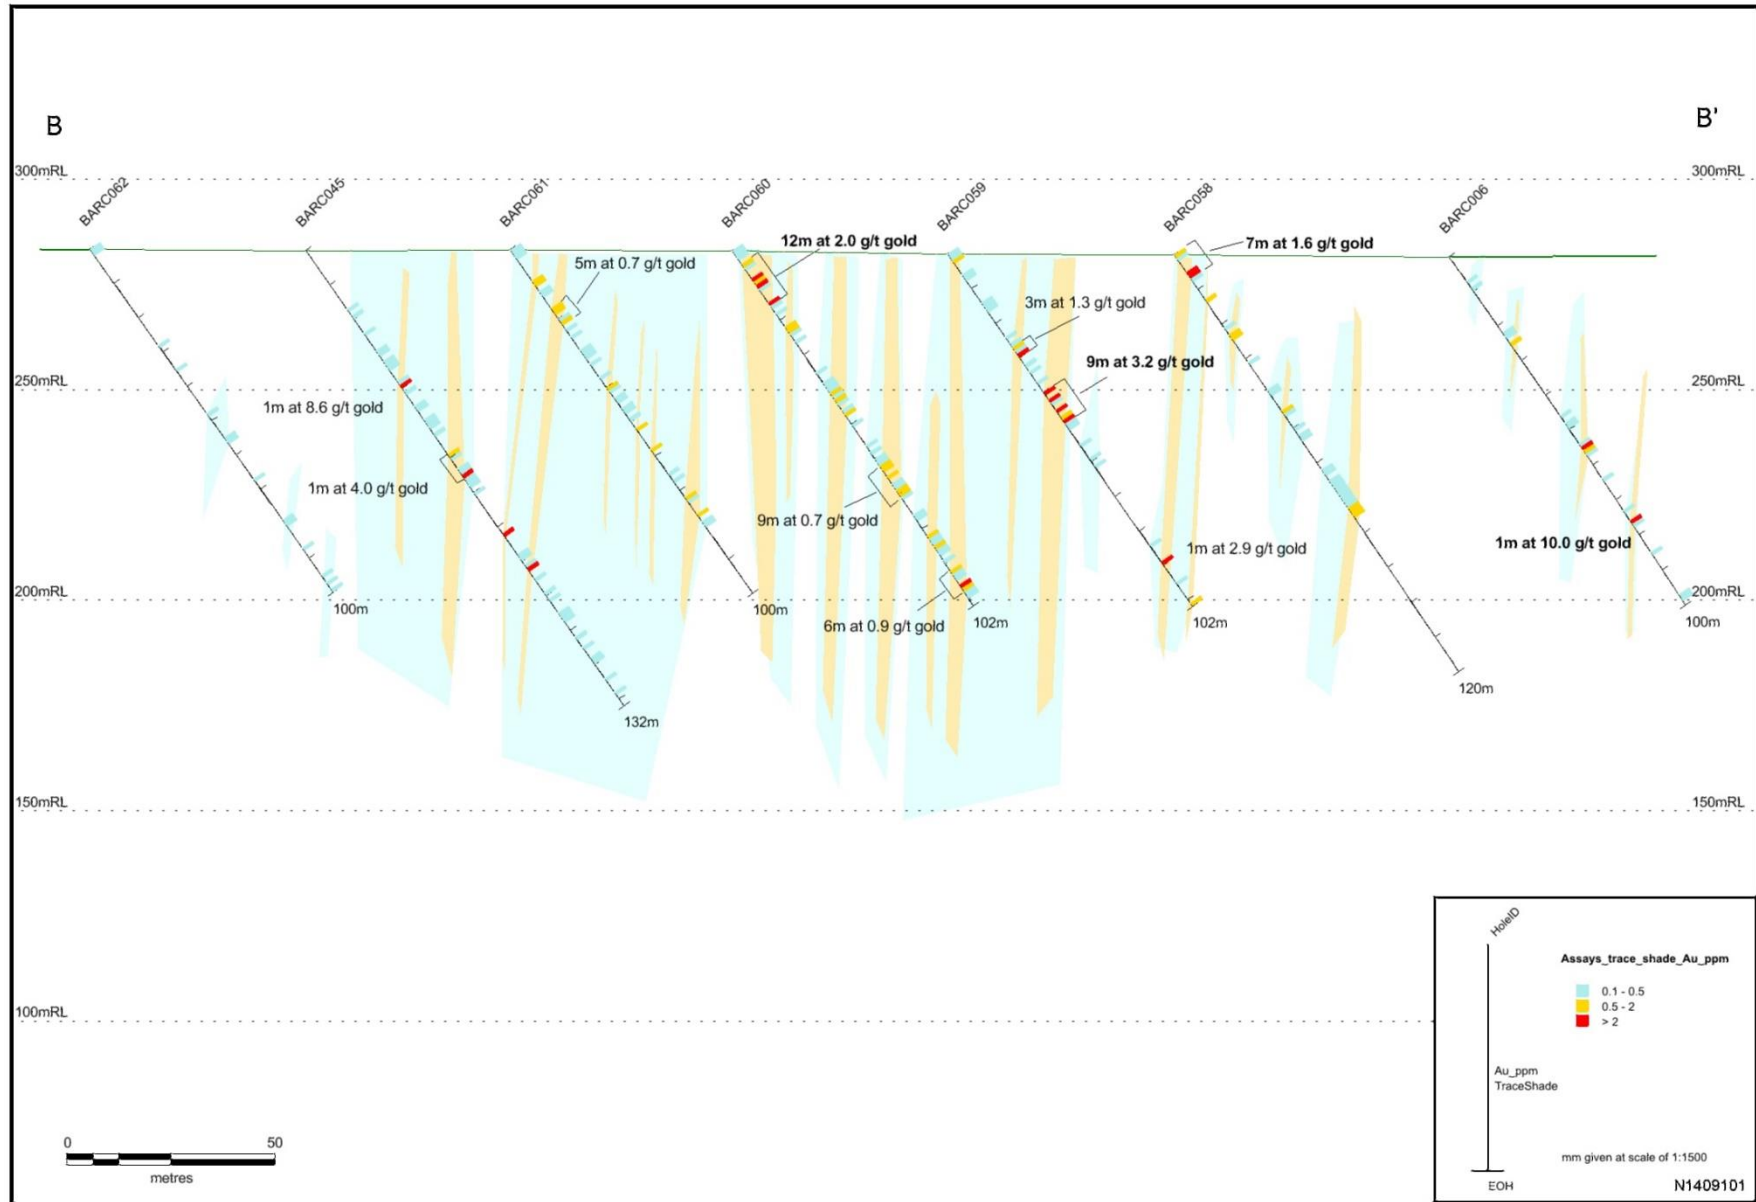 B
B'
300mRL
300mRL
BARC062
BARC045
BARC061
BARC060
BARC059
BARC058
BARC006
12m at 2.0 g/t gold
7m at 1.6 g/t gold
5m at 0.7 g/t gold
3m at 1.3 g/t gold
9m at 3.2 g/t gold
250mRL
250mRL
1m at 8.6 g/t gold
1m at 4.0 g/t gold
9m at 0.7 g/t gold
1m at 2.9 g/t gold
1m at 10.0 g/t gold
200mRL
200mRL
100m
100m
6m at 0.9 g/t gold
102m
102m
100m
120m
132m
150mRL
150mRL
100mRL
HoleID
Assays_trace_shade_Au_ppm
0.1 - 0.5
0.5 - 2
> 2
Au_ppm
TraceShade
0 50
metres
mm given at scale of 1:1500
EOH
N1409101